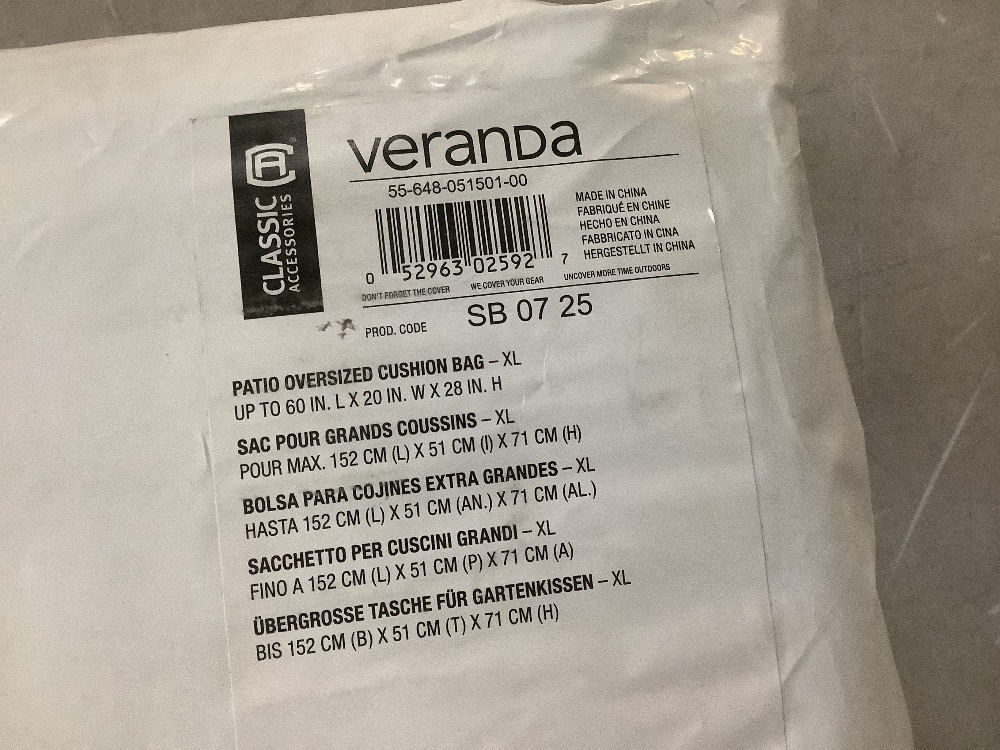 CLASSIC
ACCESSORIES
veranda
55-648-051501-00
0 52963 02592 7
MADE IN CHINA
FABRIQUÉ EN CHINE
HECHO EN CHINA
FABBRICATO IN CINA
HERGESTELLT IN CHINA
DON'T FORGET THE COVER WE COVER YOUR GEAR UNCOVER MORE TIME OUTDOORS
PROD. CODE SB 07 25
PATIO OVERSIZED CUSHION BAG – XL
UP TO 60 IN. L X 20 IN. W X 28 IN. H
SAC POUR GRANDS COUSSINS – XL
POUR MAX. 152 CM (L) X 51 CM (l) X 71 CM (H)
BOLSA PARA COJINES EXTRA GRANDES – XL
HASTA 152 CM (L) X 51 CM (AN.) X 71 CM (AL.)
SACCHETTO PER CUSCINI GRANDI – XL
FINO A 152 CM (L) X 51 CM (P) X 71 CM (A)
ÜBERGROSSE TASCHE FÜR GARTENKISSEN – XL
BIS 152 CM (B) X 51 CM (T) X 71 CM (H)